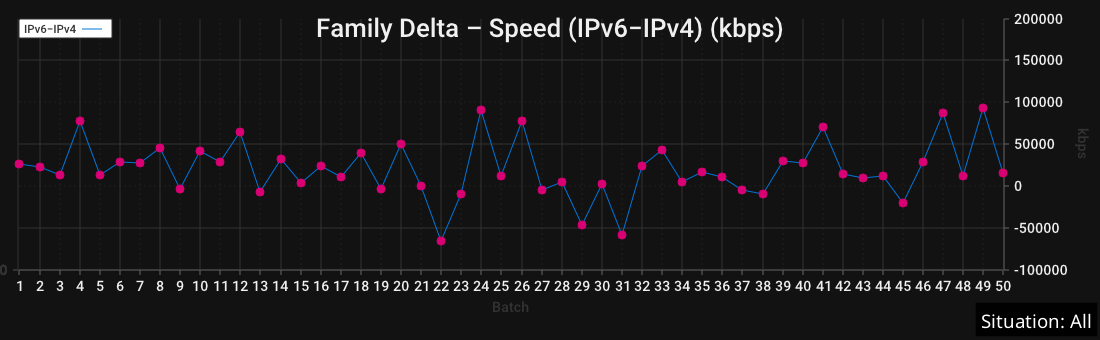 Family Delta – Speed (IPv6–IPv4) (kbps)
IPv6–IPv4
200000
150000
100000
50000
0
-50000
-100000
kbps
0
1 2 3 4 5 6 7 8 9 10 11 12 13 14 15 16 17 18 19 20 21 22 23 24 25 26 27 28 29 30 31 32 33 34 35 36 37 38 39 40 41 42 43 44 45 46 47 48 49 50
Batch
Situation: All